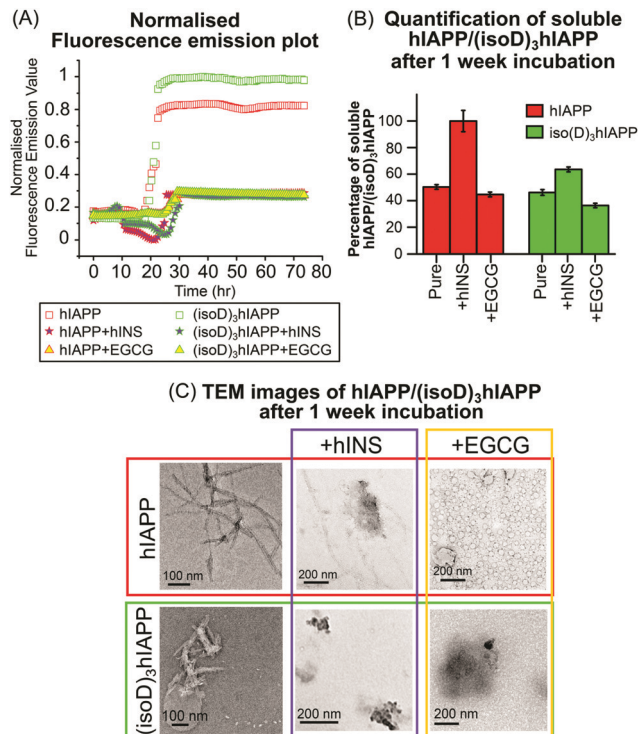 (A) Normalised
Fluorescence emission plot
Normalised
Fluorescence Emission Value
1
0.8
0.6
0.4
0.2
0
0 10 20 30 40 50 60 70 80
Time (hr)
hIAPP
(isoD)₃hIAPP
hIAPP+hINS
(isoD)₃hIAPP+hINS
hIAPP+EGCG
(isoD)₃hIAPP+EGCG
(B) Quantification of soluble
hIAPP/(isoD)₃hIAPP
after 1 week incubation
Percentage of soluble
hIAPP/(isoD)₃hIAPP
100
80
60
40
20
0
hIAPP
iso(D)₃hIAPP
Pure
+hINS
+EGCG
Pure
+hINS
+EGCG
(C) TEM images of hIAPP/(isoD)₃hIAPP
after 1 week incubation
+hINS
+EGCG
hIAPP
100 nm
200 nm
200 nm
(isoD)₃hIAPP
100 nm
200 nm
200 nm